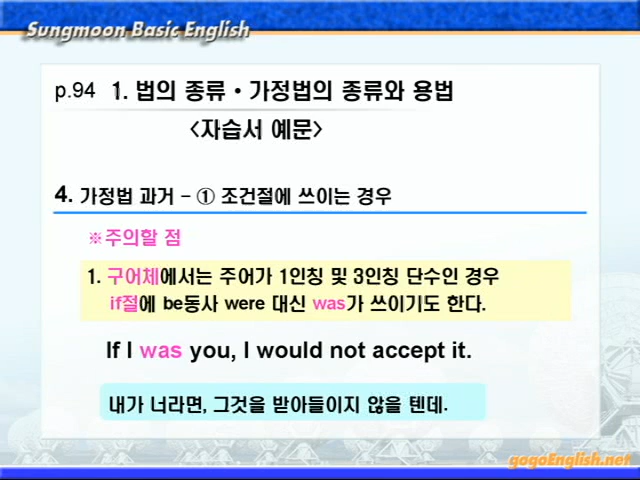 Sungmoon Basic English
p.94 1. 법의 종류 • 가정법의 종류와 용법
<자습서 예문>
4. 가정법 과거 – ① 조건절에 쓰이는 경우
※주의할 점
1. 구어체에서는 주어가 1인칭 및 3인칭 단수인 경우
if절에 be동사 were 대신 was가 쓰이기도 한다.
If I was you, I would not accept it.
내가 너라면, 그것을 받아들이지 않을 텐데.
gogoEnglish.net